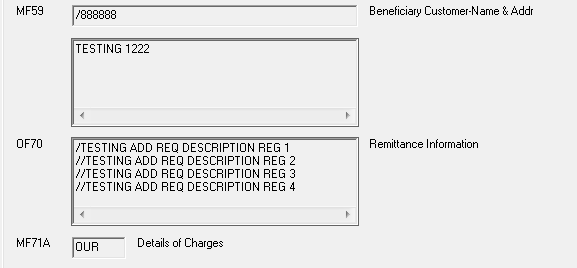 MF59 /888888 Beneficiary Customer-Name & Addr
TESTING 1222
OF70 /TESTING ADD REQ DESCRIPTION REG 1 Remittance Information
//TESTING ADD REQ DESCRIPTION REG 2
//TESTING ADD REQ DESCRIPTION REG 3
//TESTING ADD REQ DESCRIPTION REG 4
MF71A OUR Details of Charges